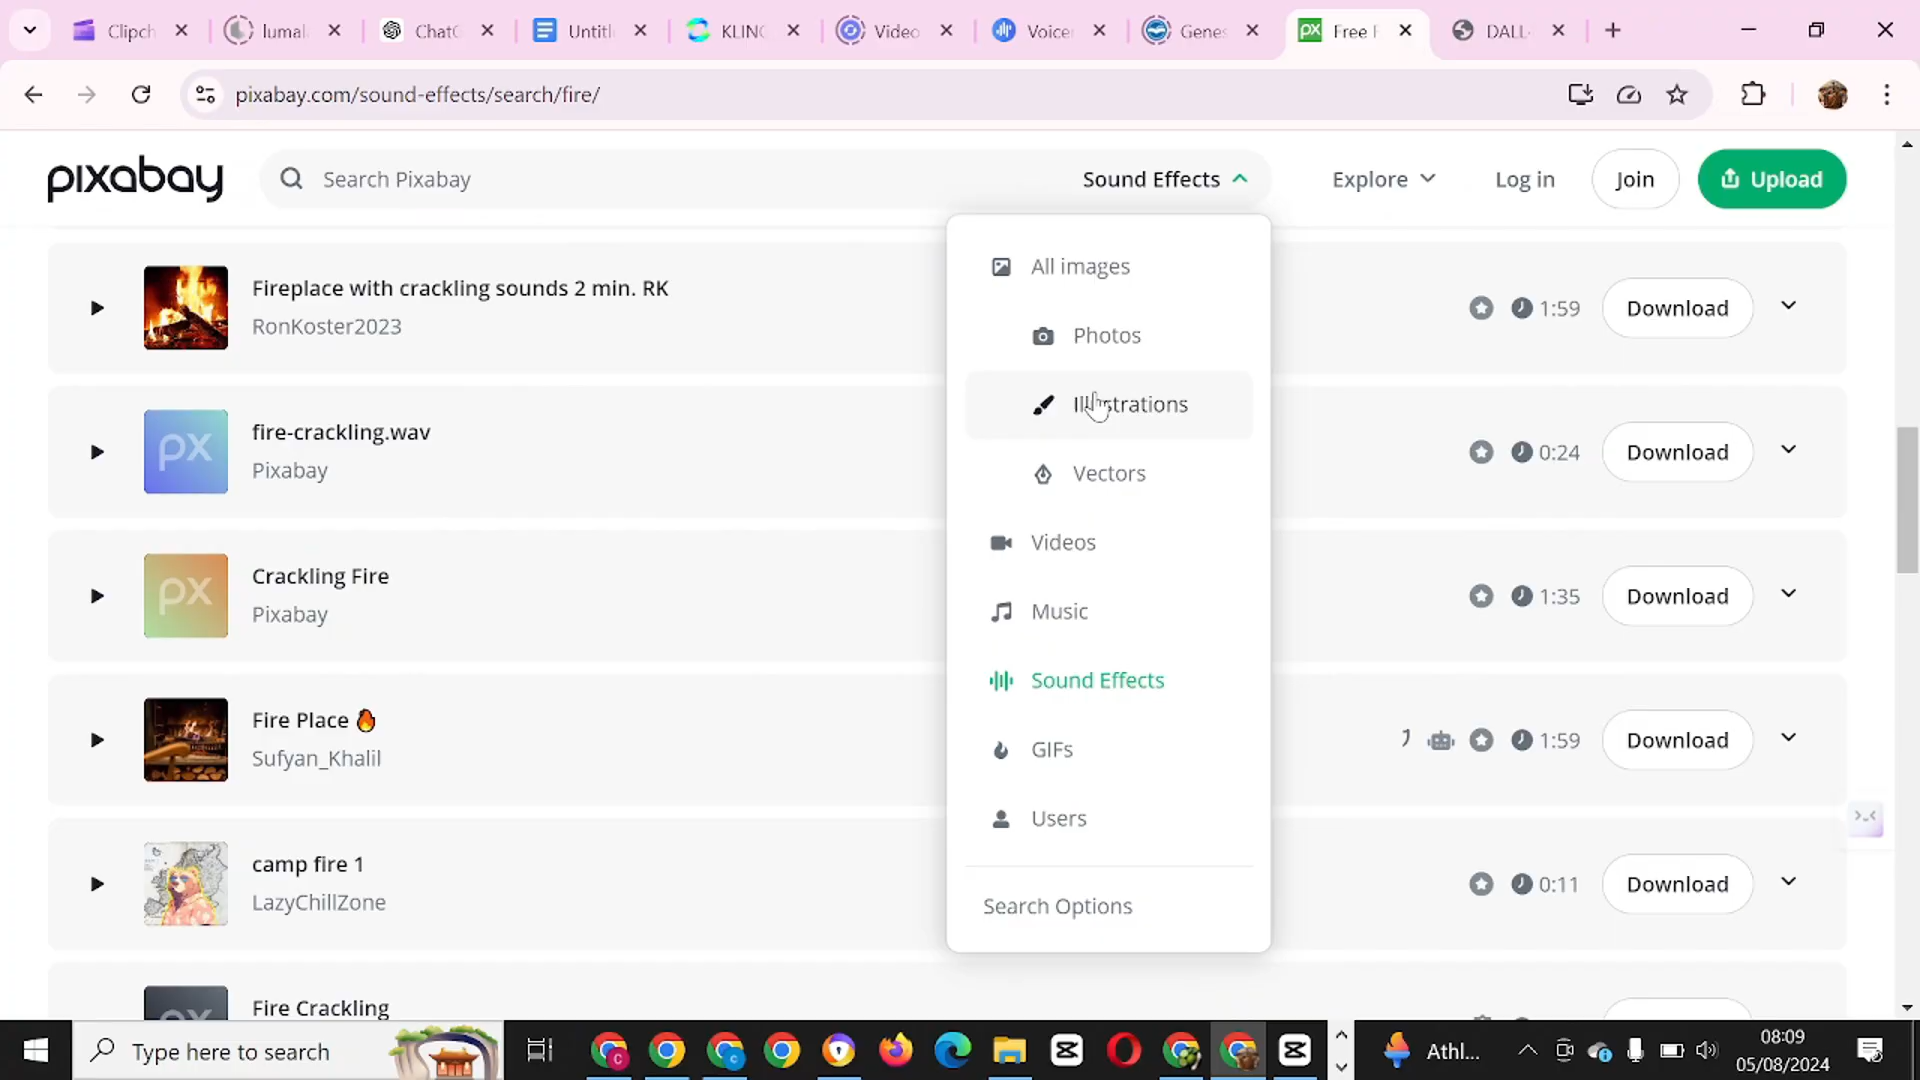 Clipch
lumal
ChatG
Untitl
KLING
Video
Voice
Genes
Free F
DALL·
pixabay.com/sound-effects/search/fire/
pixabay
Search Pixabay
Sound Effects
Explore
Log in
Join
Upload
All images
Photos
Illustrations
Vectors
Videos
Music
Sound Effects
GIFs
Users
Search Options
Fireplace with crackling sounds 2 min. RK
RonKoster2023
1:59
Download
fire-crackling.wav
Pixabay
0:24
Download
Crackling Fire
Pixabay
1:35
Download
Fire Place 🔥
Sufyan_Khalil
1:59
Download
camp fire 1
LazyChillZone
0:11
Download
Fire Crackling
Type here to search
Athl...
08:09
05/08/2024